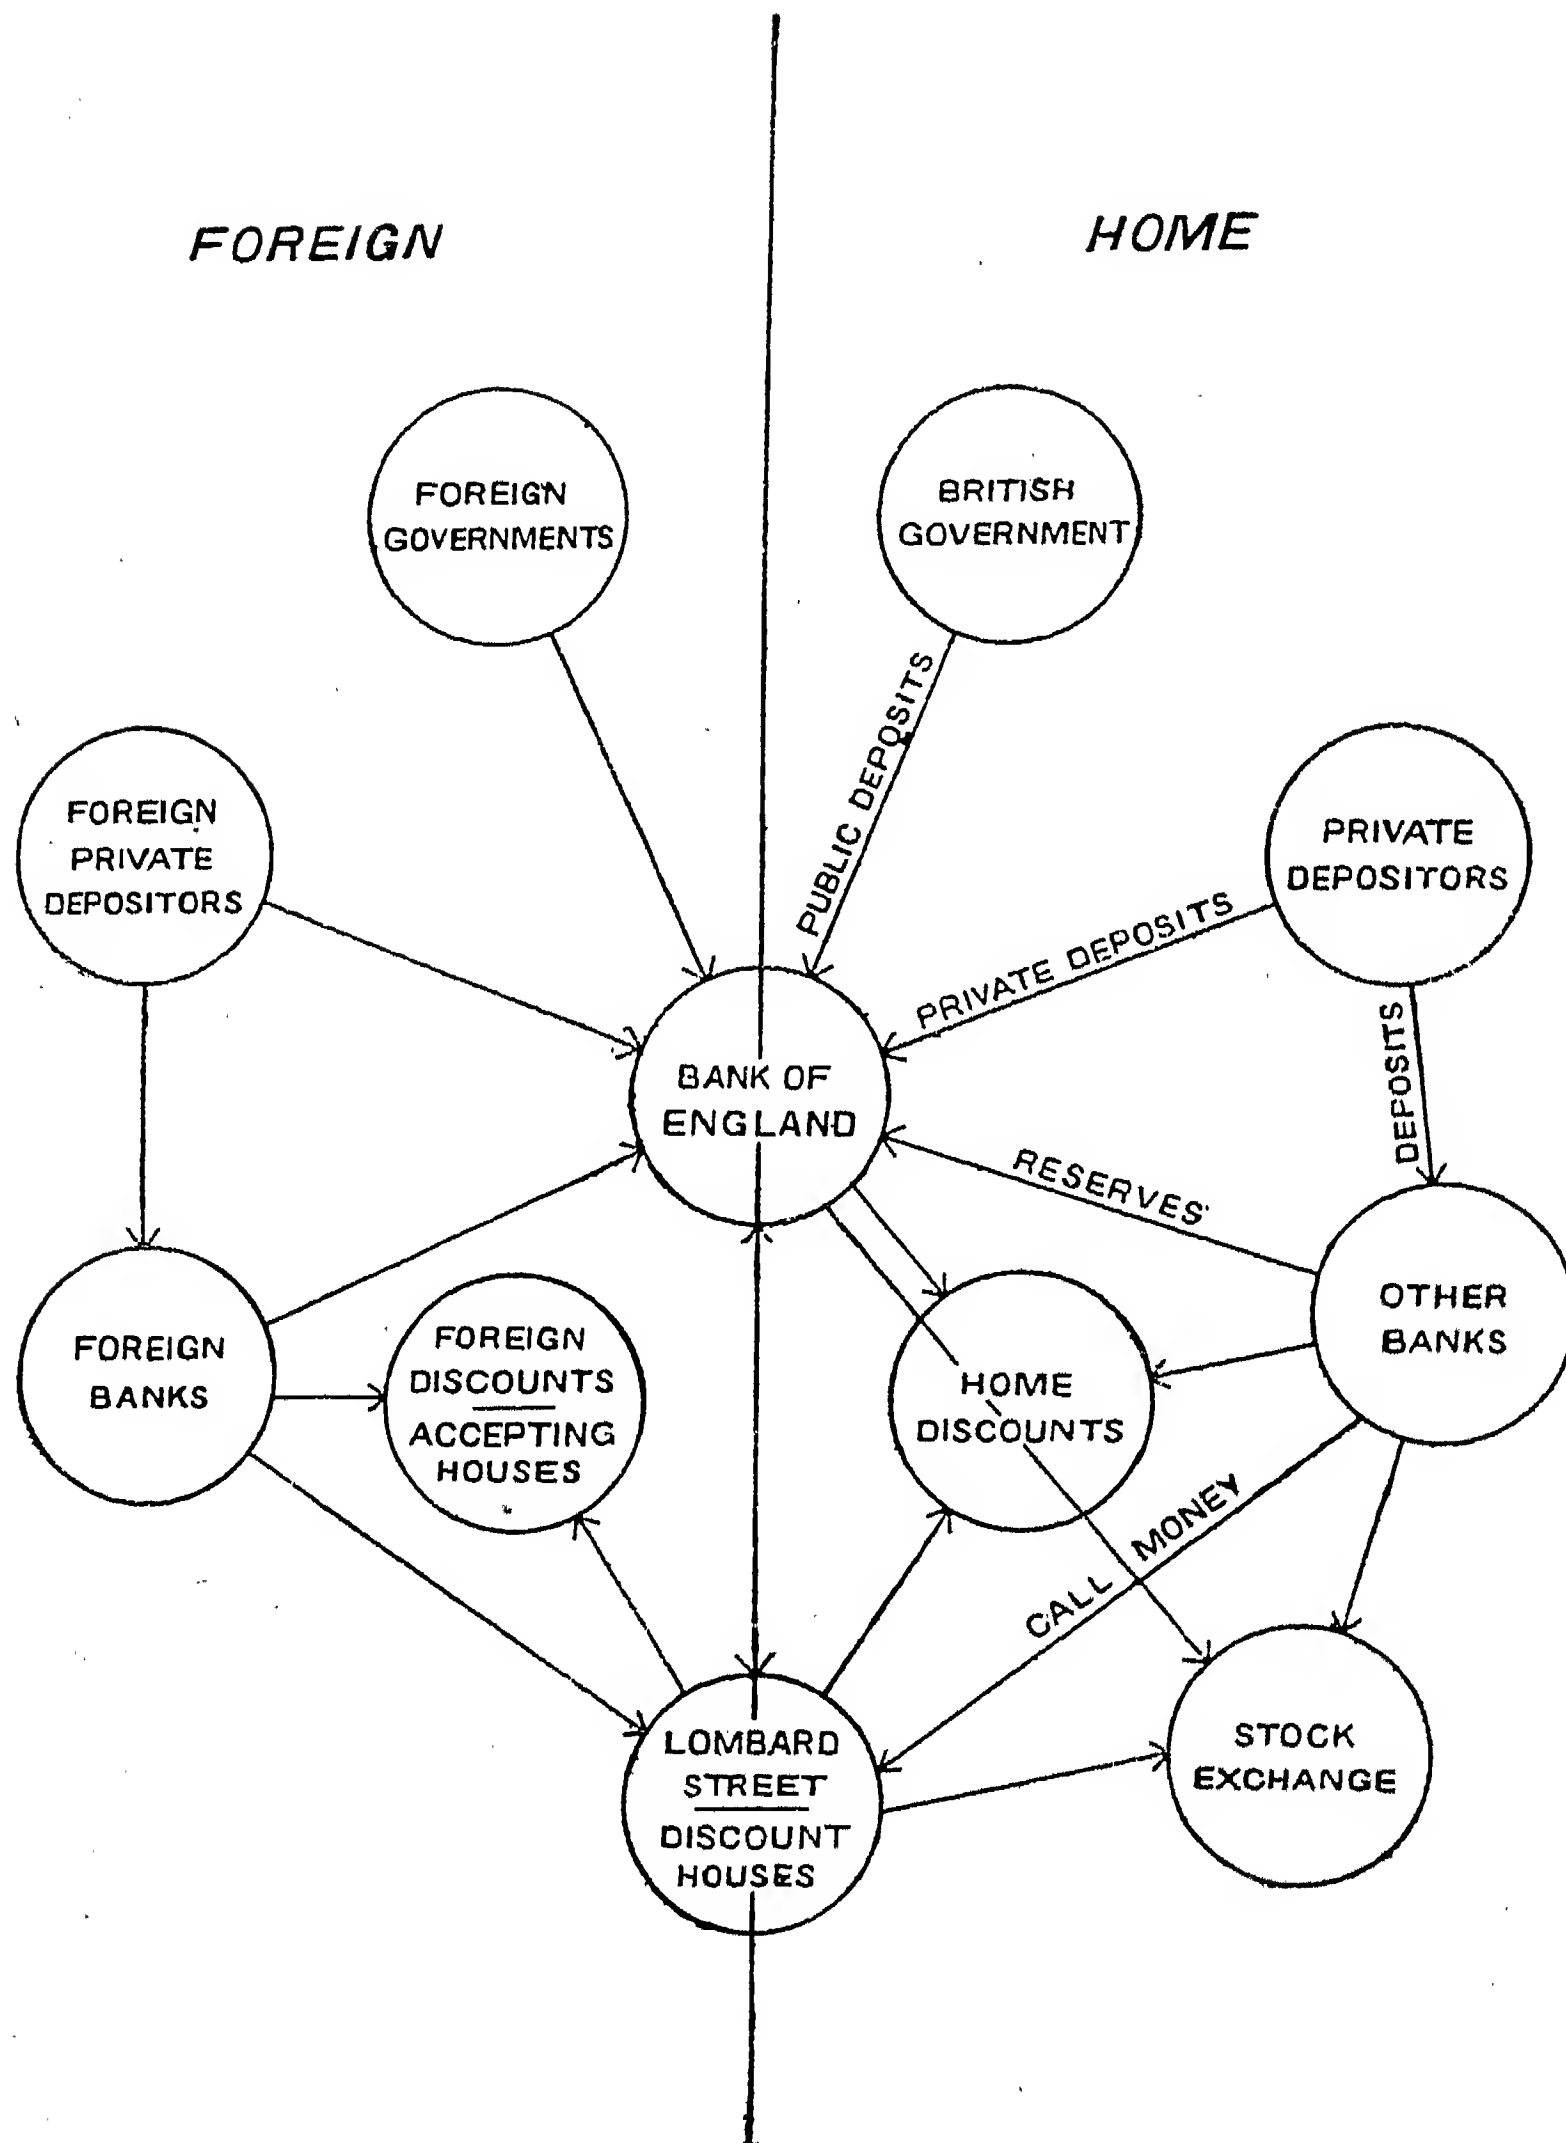 FOREIGN
HOME
FOREIGN
GOVERNMENTS
BRITISH
GOVERNMENT
PUBLIC DEPOSITS
FOREIGN
PRIVATE
DEPOSITORS
PRIVATE
DEPOSITORS
PRIVATE DEPOSITS
DEPOSITS
BANK OF
ENGLAND
RESERVES
FOREIGN
BANKS
FOREIGN
DISCOUNTS
ACCEPTING
HOUSES
HOME
DISCOUNTS
OTHER
BANKS
CALL MONEY
LOMBARD
STREET
DISCOUNT
HOUSES
STOCK
EXCHANGE